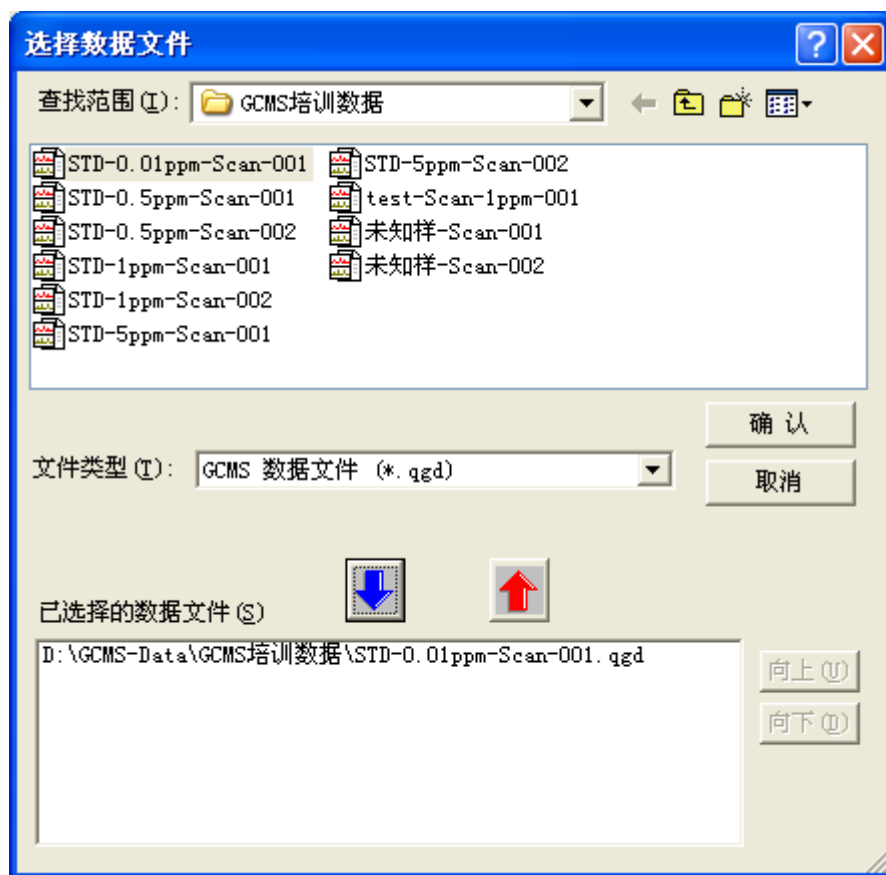 选择数据文件
查找范围(I): GCMS培训数据
STD-0.01ppm-Scan-001
STD-0.5ppm-Scan-001
STD-0.5ppm-Scan-002
STD-1ppm-Scan-001
STD-1ppm-Scan-002
STD-5ppm-Scan-001
STD-5ppm-Scan-002
test-Scan-1ppm-001
未知样-Scan-001
未知样-Scan-002
确 认
文件类型(T): GCMS 数据文件 (*.qgd)
取消
已选择的数据文件(S)
D:\GCMS-Data\GCMS培训数据\STD-0.01ppm-Scan-001.qgd
向上(U)
向下(D)